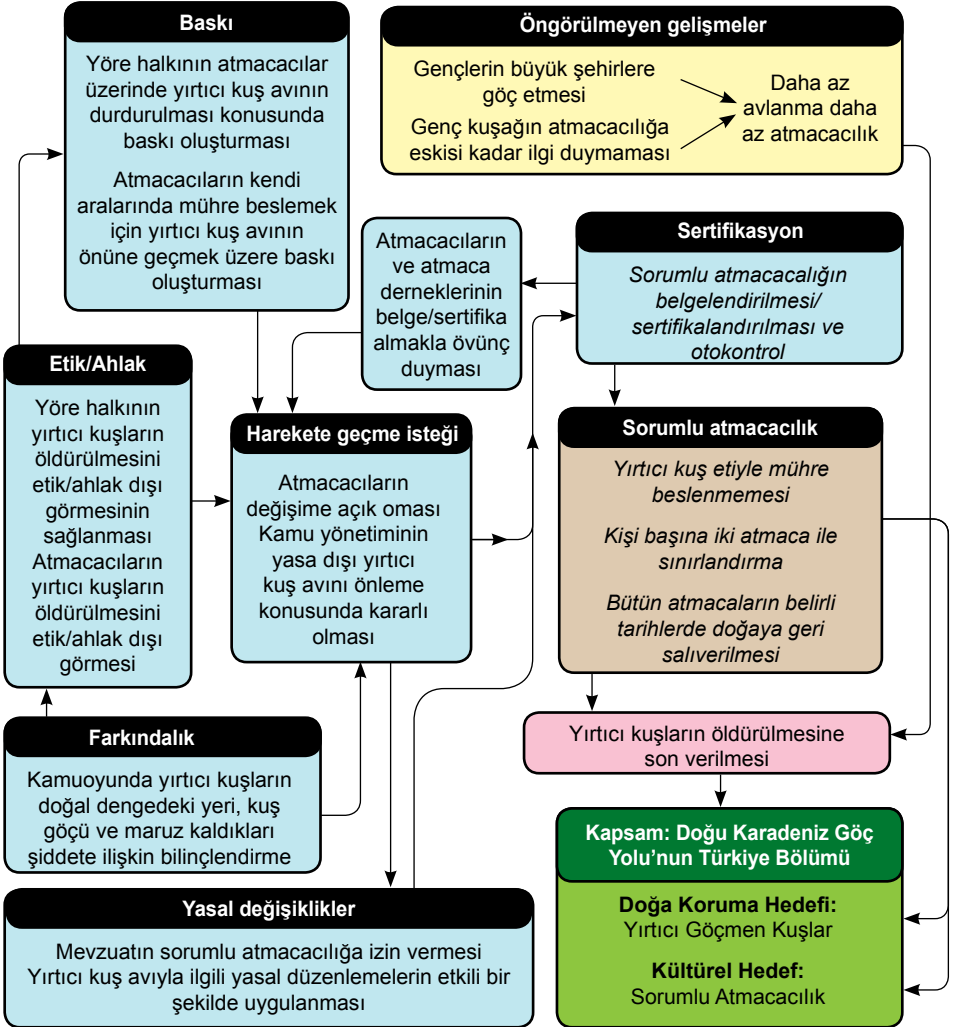 Baskı
Yöre halkının atmacacılar
üzerinde yırtıcı kuş avının
durdurulması konusunda
baskı oluşturması
Atmacacıların kendi
aralarında mühre beslemek
için yırtıcı kuş avının
önüne geçmek üzere baskı
oluşturması
Öngörülmeyen gelişmeler
Gençlerin büyük şehirlere
göç etmesi
Genç kuşağın atmacacılığa
eskisi kadar ilgi duymaması
Daha az
avlanma daha
az atmacacılık
Atmacacıların
ve atmaca
derneklerinin
belge/sertifika
almakla övünç
duyması
Sertifikasyon
Sorumlu atmacacalığın
belgelendirilmesi/
sertifikalandırılması ve
otokontrol
Etik/Ahlak
Yöre halkının
yırtıcı kuşların
öldürülmesini
etik/ahlak dışı
görmesinin
sağlanması
Atmacacıların
yırtıcı kuşların
öldürülmesini
etik/ahlak dışı
görmesi
Harekete geçme isteği
Atmacacıların
değişime açık oması
Kamu yönetiminin
yasa dışı yırtıcı
kuş avını önleme
konusunda kararlı
olması
Sorumlu atmacacılık
Yırtıcı kuş etiyle mühre
beslenmemesi
Kişi başına iki atmaca ile
sınırlandırma
Bütün atmacaların belirli
tarihlerde doğaya geri
salıverilmesi
Farkındalık
Kamuoyunda yırtıcı kuşların
doğal dengedeki yeri, kuş
göçü ve maruz kaldıkları
şiddete ilişkin bilinçlendirme
Yırtıcı kuşların öldürülmesine
son verilmesi
Yasal değişiklikler
Mevzuatın sorumlu atmacacılığa izin vermesi
Yırtıcı kuş avıyla ilgili yasal düzenlemelerin etkili bir
şekilde uygulanması
Kapsam: Doğu Karadeniz Göç
Yolu’nun Türkiye Bölümü
Doğa Koruma Hedefi:
Yırtıcı Göçmen Kuşlar
Kültürel Hedef:
Sorumlu Atmacacılık